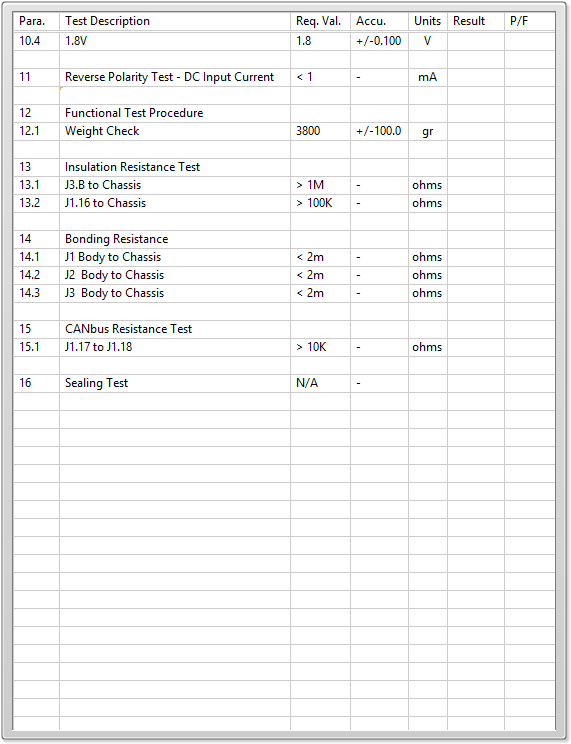 Para. Test Description Req. Val. Accu. Units Result P/F
10.4 1.8V 1.8 +/-0.100 V
11 Reverse Polarity Test - DC Input Current < 1 - mA
12 Functional Test Procedure
12.1 Weight Check 3800 +/-100.0 gr
13 Insulation Resistance Test
13.1 J3.B to Chassis > 1M - ohms
13.2 J1.16 to Chassis > 100K - ohms
14 Bonding Resistance
14.1 J1 Body to Chassis < 2m - ohms
14.2 J2 Body to Chassis < 2m - ohms
14.3 J3 Body to Chassis < 2m - ohms
15 CANbus Resistance Test
15.1 J1.17 to J1.18 > 10K - ohms
16 Sealing Test N/A -